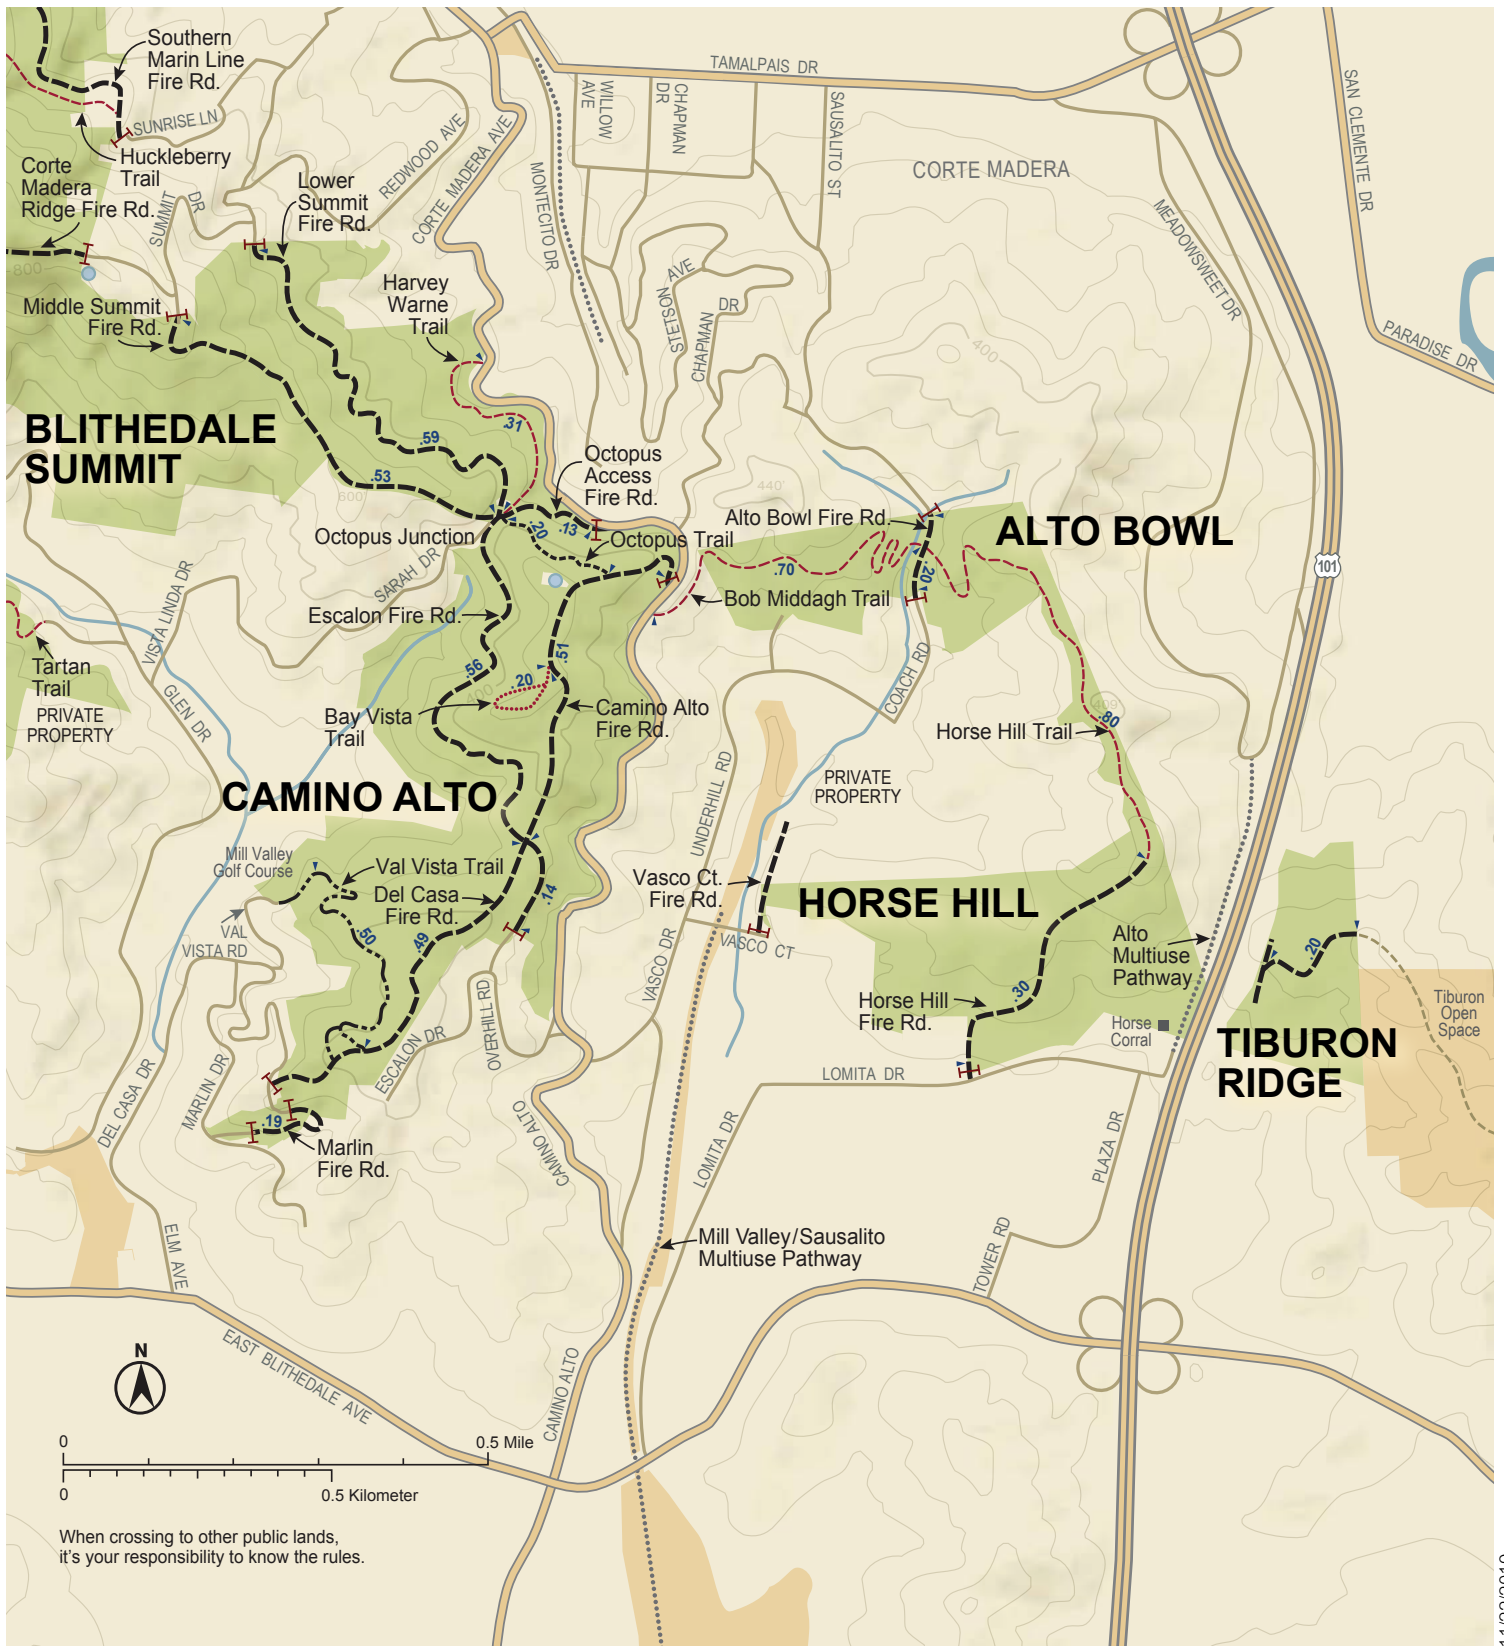 Southern
Marin Line
Fire Rd.
SUNRISE LN
Huckleberry
Trail
Corte
Madera
Ridge Fire Rd.
SUMMIT DR
Lower
Summit
Fire Rd.
REDWOOD AVE
CORTE MADERA AVE
TAMALPAIS DR
WILLOW
AVE
CHAPMAN
DR
SAUSALITO ST
MONTECITO DR
CORTE MADERA
SAN CLEMENTE DR
MEADOWSWEET DR
PARADISE DR
800
Middle Summit
Fire Rd.
Harvey
Warne
Trail
STETSON AVE
CHAPMAN DR
400
BLITHEDALE
SUMMIT
.31
.59
.53
600'
Octopus
Access
Fire Rd.
440'
Octopus Junction
.20
.13
Octopus Trail
Alto Bowl Fire Rd.
ALTO BOWL
101
SARAH DR
.70
.20
Bob Middagh Trail
Escalon Fire Rd.
VISTA LINDA DR
Tartan
Trail
PRIVATE
PROPERTY
GLEN DR
.56
.51
.20
400
Bay Vista
Trail
Camino Alto
Fire Rd.
COACH RD
409'
.80
Horse Hill Trail
CAMINO ALTO
UNDERHILL RD
PRIVATE
PROPERTY
Mill Valley
Golf Course
Val Vista Trail
Del Casa
Fire Rd.
.14
Vasco Ct.
Fire Rd.
HORSE HILL
VAL
VISTA RD
.50
.49
VASCO DR
VASCO CT
Alto
Multiuse
Pathway
.20
Horse Hill
Fire Rd.
.30
Horse
Corral
Tiburon
Open
Space
TIBURON
RIDGE
OVERHILL RD
ESCALON DR
LOMITA DR
DEL CASA DR
MARLIN DR
.19
Marlin
Fire Rd.
CAMINO ALTO
LOMITA DR
PLAZA DR
ELM AVE
Mill Valley/Sausalito
Multiuse Pathway
TOWER RD
EAST BLITHEDALE AVE
CAMINO ALTO
N
0
0.5 Mile
0
0.5 Kilometer
When crossing to other public lands,
it's your responsibility to know the rules.